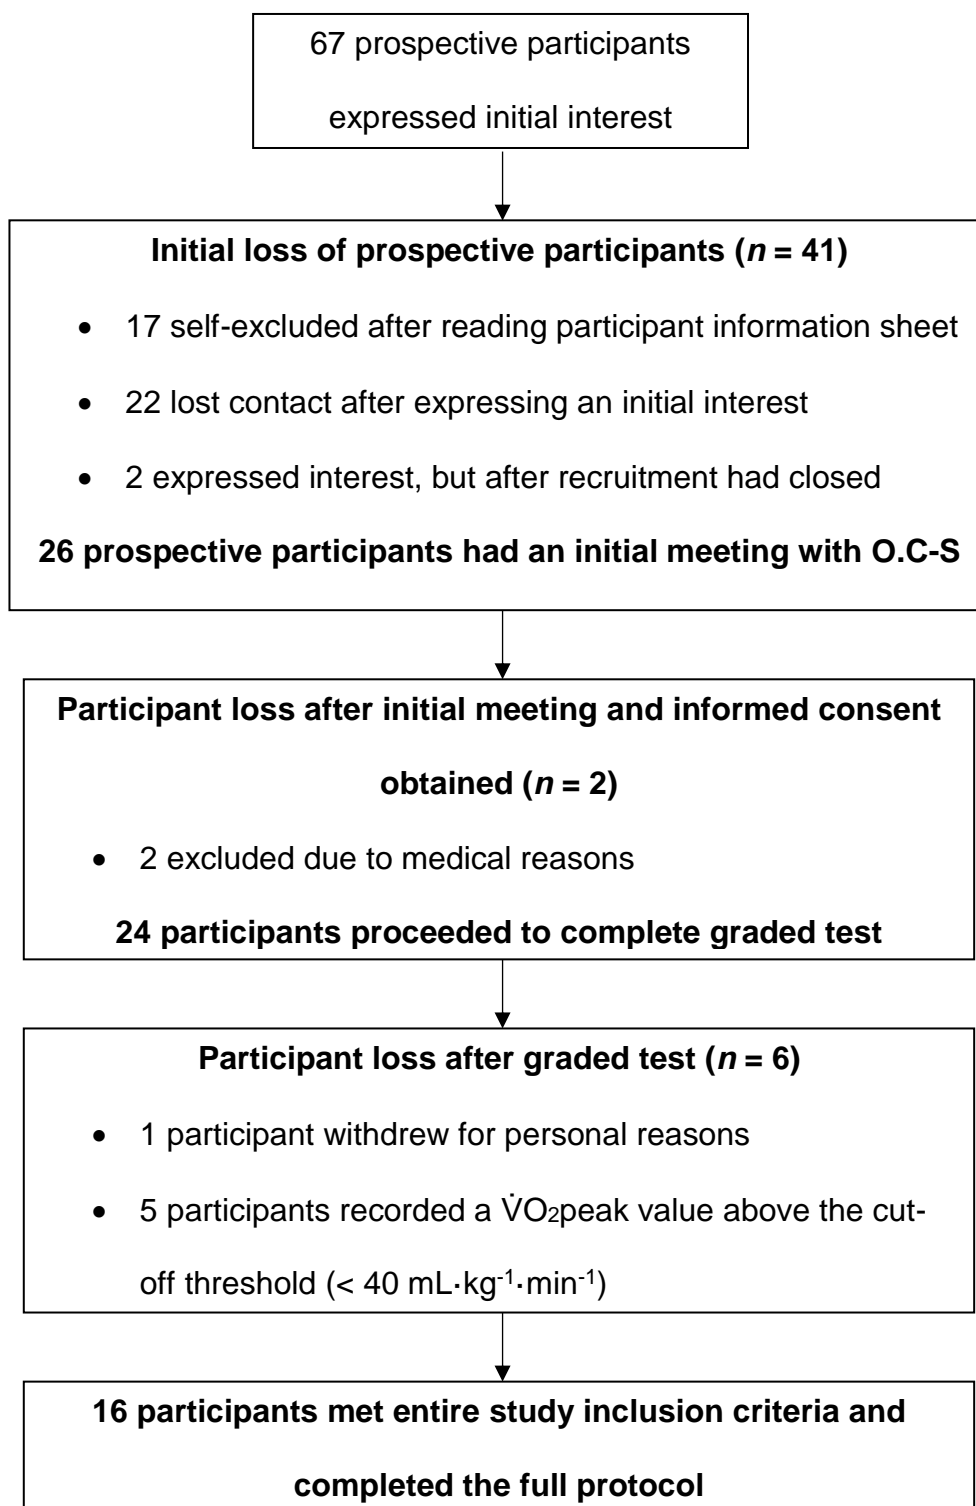 67 prospective participants
expressed initial interest
Initial loss of prospective participants (n = 41)
• 17 self-excluded after reading participant information sheet
• 22 lost contact after expressing an initial interest
• 2 expressed interest, but after recruitment had closed
26 prospective participants had an initial meeting with O.C-S
Participant loss after initial meeting and informed consent
obtained (n = 2)
• 2 excluded due to medical reasons
24 participants proceeded to complete graded test
Participant loss after graded test (n = 6)
• 1 participant withdrew for personal reasons
• 5 participants recorded a V̇O₂peak value above the cut-
off threshold (< 40 mL·kg⁻¹·min⁻¹)
16 participants met entire study inclusion criteria and
completed the full protocol